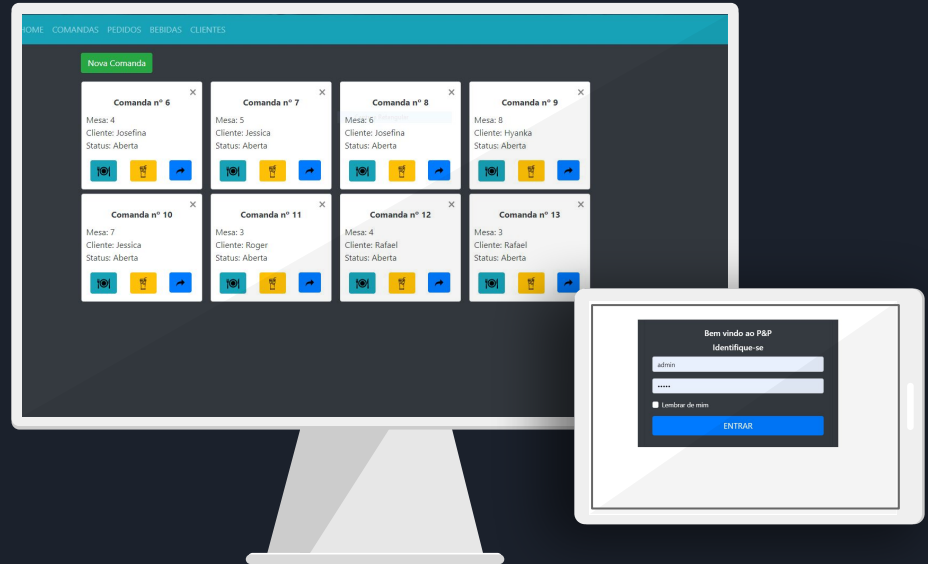 HOME COMANDAS PEDIDOS BEBIDAS CLIENTES
Nova Comanda
Comanda nº 6
Mesa: 4
Cliente: Josefina
Status: Aberta
Comanda nº 7
Mesa: 5
Cliente: Jessica
Status: Aberta
Comanda nº 8
Mesa: 6
Cliente: Josefina
Status: Aberta
Comanda nº 9
Mesa: 8
Cliente: Hyanka
Status: Aberta
Comanda nº 10
Mesa: 7
Cliente: Jessica
Status: Aberta
Comanda nº 11
Mesa: 3
Cliente: Roger
Status: Aberta
Comanda nº 12
Mesa: 4
Cliente: Rafael
Status: Aberta
Comanda nº 13
Mesa: 3
Cliente: Rafael
Status: Aberta
Bem vindo ao P&P
Identifique-se
admin
•••••
Lembrar de mim
ENTRAR